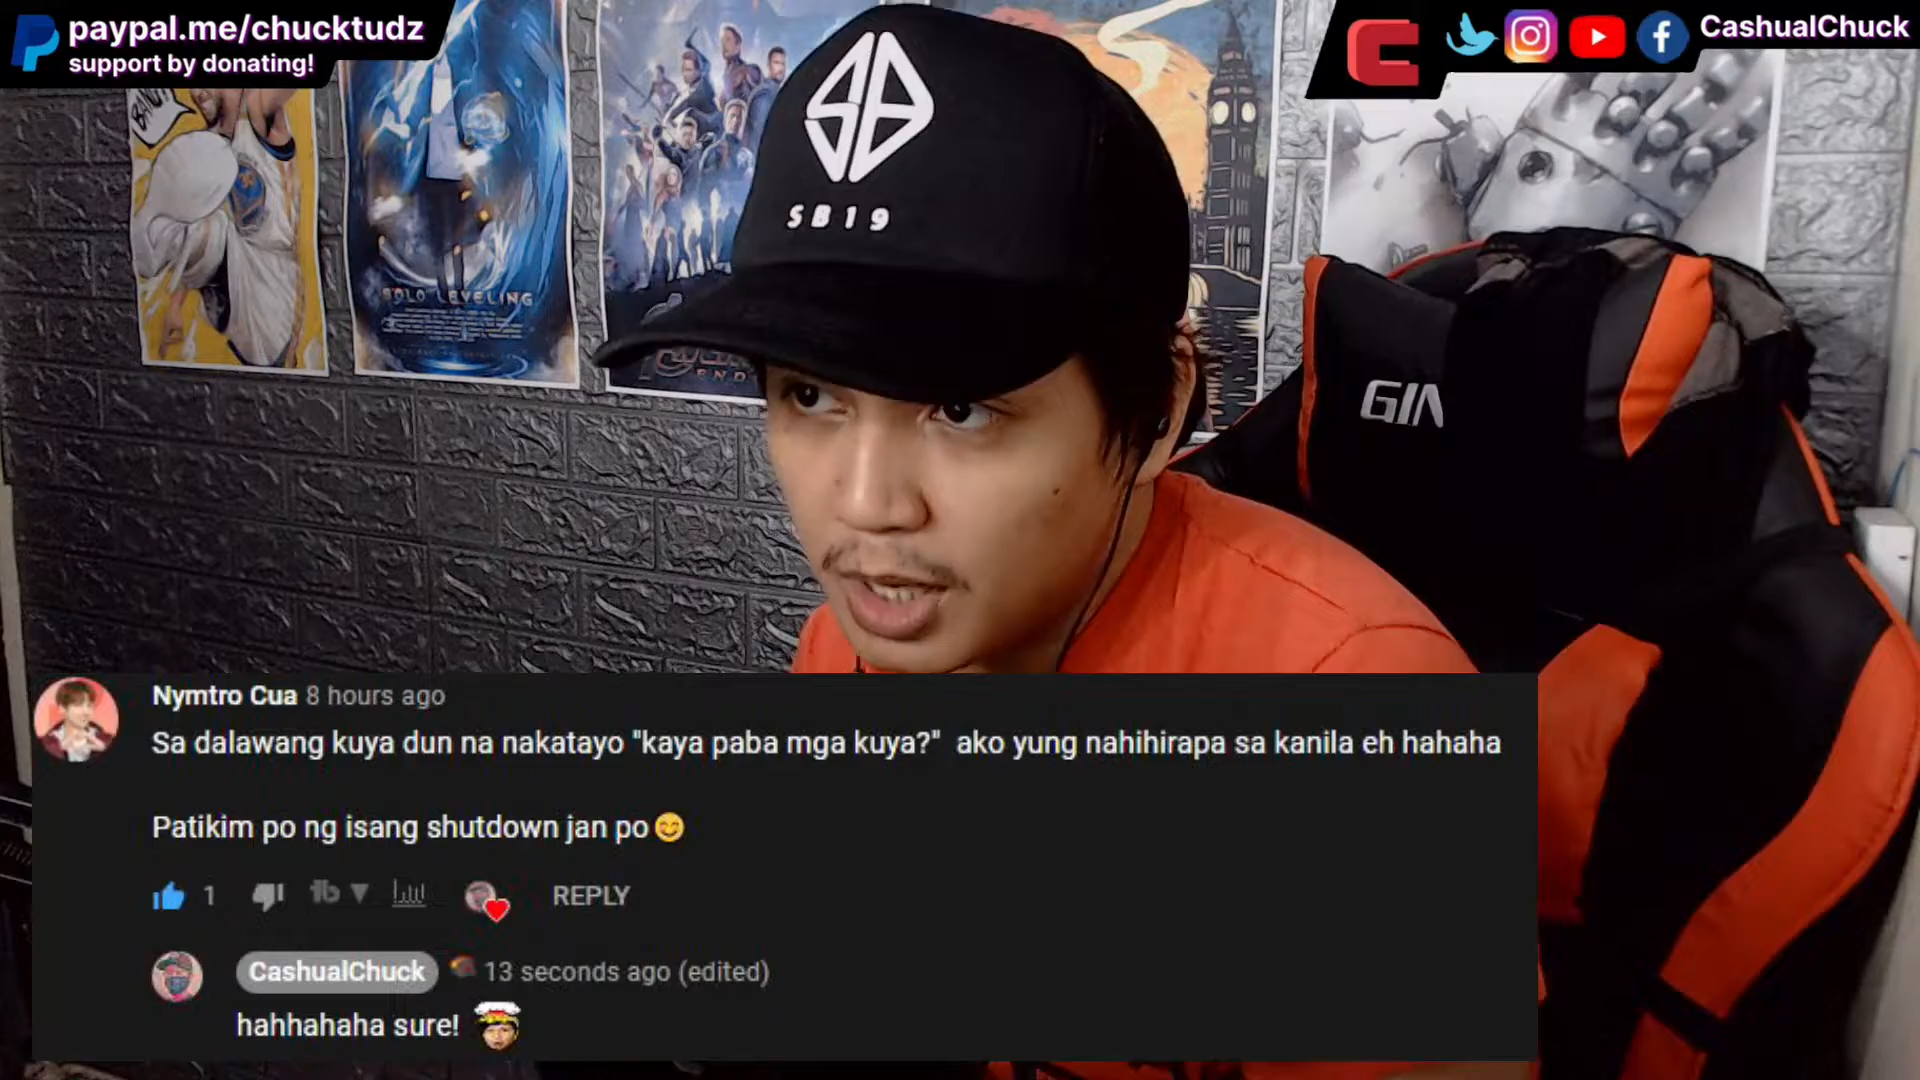 paypal.me/chucktudz
support by donating!
CashualChuck
SB19
SOLO LEVELING
END
GIA
Nymtro Cua 8 hours ago
Sa dalawang kuya dun na nakatayo "kaya paba mga kuya?" ako yung nahihirapa sa kanila eh hahaha
Patikim po ng isang shutdown jan po😊
1
REPLY
CashualChuck 13 seconds ago (edited)
hahhahaha sure!